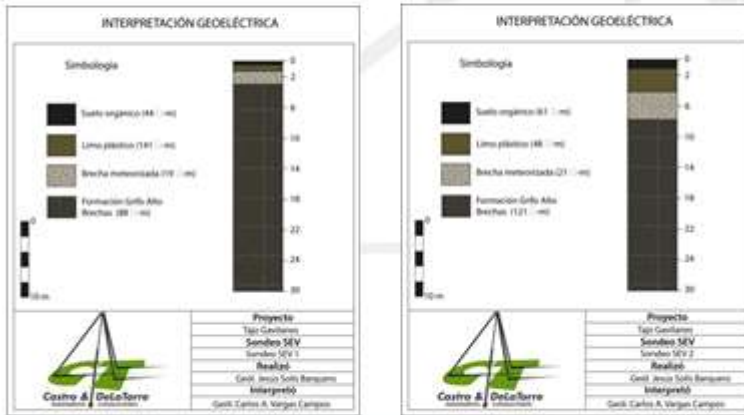 INTERPRETACIÓN GEOELÉCTRICA
Simbología
Suelo orgánico (44 □-m)
Limo plástico (141 □-m)
Brecha meteorizada (19 □-m)
Formación Grifo Alto
Brechas (88 □-m)
0
2
6
10
14
18
22
24
30
0
10 m
Castro & DeLaTorre
Proyecto
Tajo Gavilanes
Sondeo SEV
Sondeo SEV 1
Realizó
Geól. Jesús Solís Barquero
Interpretó
Geól. Carlos A. Vargas Campos
INTERPRETACIÓN GEOELÉCTRICA
Simbología
Suelo orgánico (61 □-m)
Limo plástico (48 □-m)
Brecha meteorizada (21 □-m)
Formación Grifo Alto
Brechas (121 □-m)
0
2
6
10
14
18
22
24
30
0
10 m
Castro & DeLaTorre
Proyecto
Tajo Gavilanes
Sondeo SEV
Sondeo SEV 2
Realizó
Geól. Jesús Solís Barquero
Interpretó
Geól. Carlos A. Vargas Campos